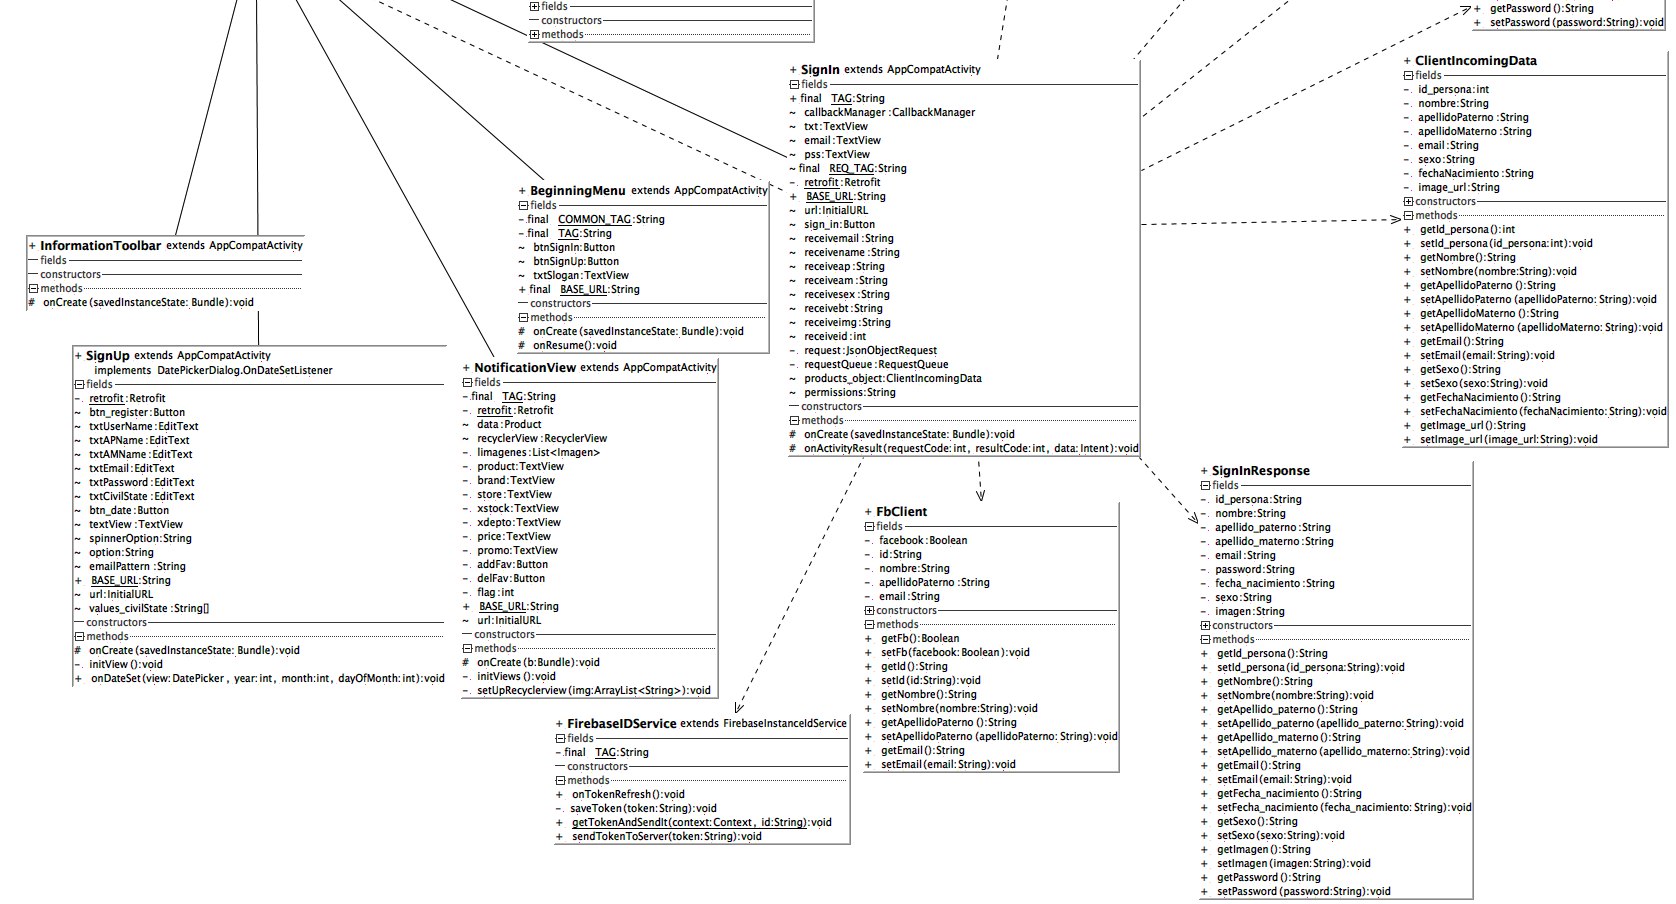 fields
constructors
methods
+ getPassword():String
+ setPassword(password:String):void
+ InformationToolbar extends AppCompatActivity
fields
constructors
methods
# onCreate(savedInstanceState: Bundle):void
+ SignUp extends AppCompatActivity
implements DatePickerDialog.OnDateSetListener
fields
- retrofit:Retrofit
~ btn_register:Button
~ txtUserName:EditText
~ txtAPName:EditText
~ txtAMName:EditText
~ txtEmail:EditText
~ txtPassword:EditText
~ txtCivilState:EditText
~ btn_date:Button
~ textView:TextView
~ spinnerOption:String
~ option:String
~ emailPattern:String
+ BASE_URL:String
~ url:InitialURL
~ values_civilState:String[]
constructors
methods
# onCreate(savedInstanceState: Bundle):void
- initView():void
+ onDateSet(view:DatePicker, year:int, month:int, dayOfMonth:int):void
+ BeginningMenu extends AppCompatActivity
fields
- final COMMON_TAG:String
- final TAG:String
~ btnSignIn:Button
~ btnSignUp:Button
~ txtSlogan:TextView
+ final BASE_URL:String
constructors
methods
# onCreate(savedInstanceState: Bundle):void
# onResume():void
+ NotificationView extends AppCompatActivity
fields
- final TAG:String
- retrofit:Retrofit
~ data:Product
- recyclerView:RecyclerView
- limagenes:List<Imagen>
- product:TextView
- brand:TextView
- store:TextView
- xstock:TextView
- xdepto:TextView
- price:TextView
- promo:TextView
- addFav:Button
- delFav:Button
- flag:int
+ BASE_URL:String
~ url:InitialURL
constructors
methods
# onCreate(b:Bundle):void
- initViews():void
- setUpRecyclerview(img:ArrayList<String>):void
+ SignIn extends AppCompatActivity
fields
+ final TAG:String
~ callbackManager:CallbackManager
~ txt:TextView
~ email:TextView
~ pss:TextView
~ final REQ_TAG:String
- retrofit:Retrofit
+ BASE_URL:String
~ url:InitialURL
~ sign_in:Button
~ receivemail:String
~ receivename:String
~ receiveap:String
~ receiveam:String
~ receivesex:String
~ receivebt:String
~ receiveimg:String
~ receiveid:int
- request:JsonObjectRequest
- requestQueue:RequestQueue
~ products_object:ClientIncomingData
~ permissions:String
constructors
methods
# onCreate(savedInstanceState: Bundle):void
# onActivityResult(requestCode:int, resultCode:int, data:Intent):void
+ FirebaseIDService extends FirebaseInstanceIdService
fields
- final TAG:String
constructors
methods
+ onTokenRefresh():void
- saveToken(token:String):void
+ getTokenAndSendIt(context:Context, id:String):void
+ sendTokenToServer(token:String):void
+ FbClient
fields
- facebook:Boolean
- id:String
- nombre:String
- apellidoPaterno:String
- email:String
constructors
methods
+ getFb():Boolean
+ setFb(facebook:Boolean):void
+ getId():String
+ setId(id:String):void
+ getNombre():String
+ setNombre(nombre:String):void
+ getApellidoPaterno():String
+ setApellidoPaterno(apellidoPaterno: String):void
+ getEmail():String
+ setEmail(email:String):void
+ ClientIncomingData
fields
- id_persona:int
- nombre:String
- apellidoPaterno:String
- apellidoMaterno:String
- email:String
- sexo:String
- fechaNacimiento:String
- image_url:String
constructors
methods
+ getId_persona():int
+ setId_persona(id_persona:int):void
+ getNombre():String
+ setNombre(nombre:String):void
+ getApellidoPaterno():String
+ setApellidoPaterno(apellidoPaterno: String):void
+ getApellidoMaterno():String
+ setApellidoMaterno(apellidoMaterno: String):void
+ getEmail():String
+ setEmail(email:String):void
+ getSexo():String
+ setSexo(sexo:String):void
+ getFechaNacimiento():String
+ setFechaNacimiento(fechaNacimiento: String):void
+ getImage_url():String
+ setImage_url(image_url:String):void
+ SignInResponse
fields
- id_persona:String
- nombre:String
- apellido_paterno:String
- apellido_materno:String
- email:String
- password:String
- fecha_nacimiento:String
- sexo:String
- imagen:String
constructors
methods
+ getId_persona():String
+ setId_persona(id_persona:String):void
+ getNombre():String
+ setNombre(nombre:String):void
+ getApellido_paterno():String
+ setApellido_paterno(apellido_paterno: String):void
+ getApellido_materno():String
+ setApellido_materno(apellido_materno: String):void
+ getEmail():String
+ setEmail(email:String):void
+ getFecha_nacimiento():String
+ setFecha_nacimiento(fecha_nacimiento: String):void
+ getSexo():String
+ setSexo(sexo:String):void
+ getImagen():String
+ setImagen(imagen:String):void
+ getPassword():String
+ setPassword(password:String):void